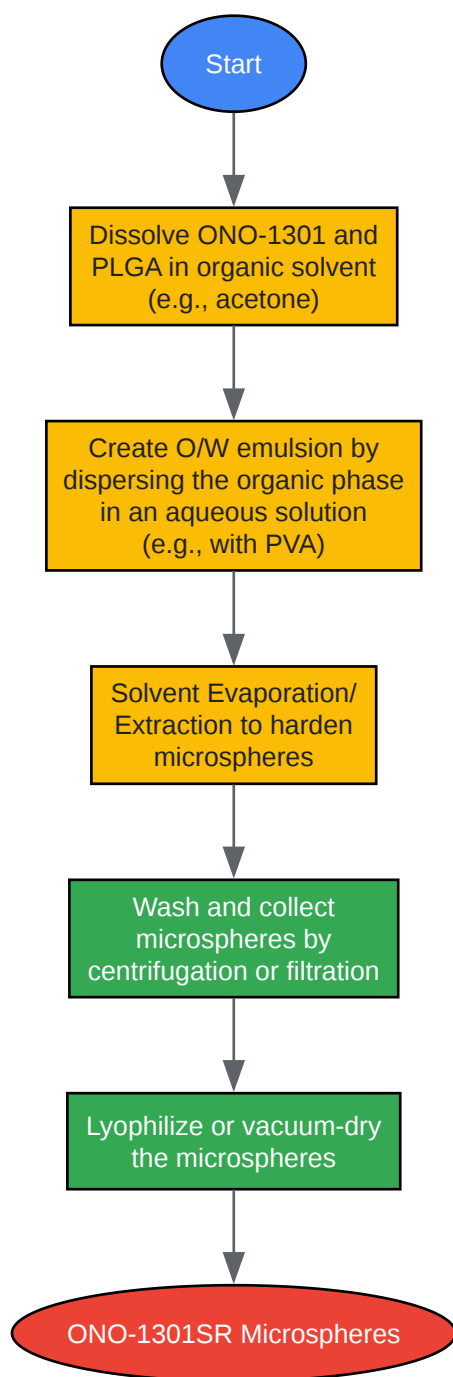 Start
Dissolve ONO-1301 and
PLGA in organic solvent
(e.g., acetone)
Create O/W emulsion by
dispersing the organic phase
in an aqueous solution
(e.g., with PVA)
Solvent Evaporation/
Extraction to harden
microspheres
Wash and collect
microspheres by
centrifugation or filtration
Lyophilize or vacuum-dry
the microspheres
ONO-1301SR Microspheres